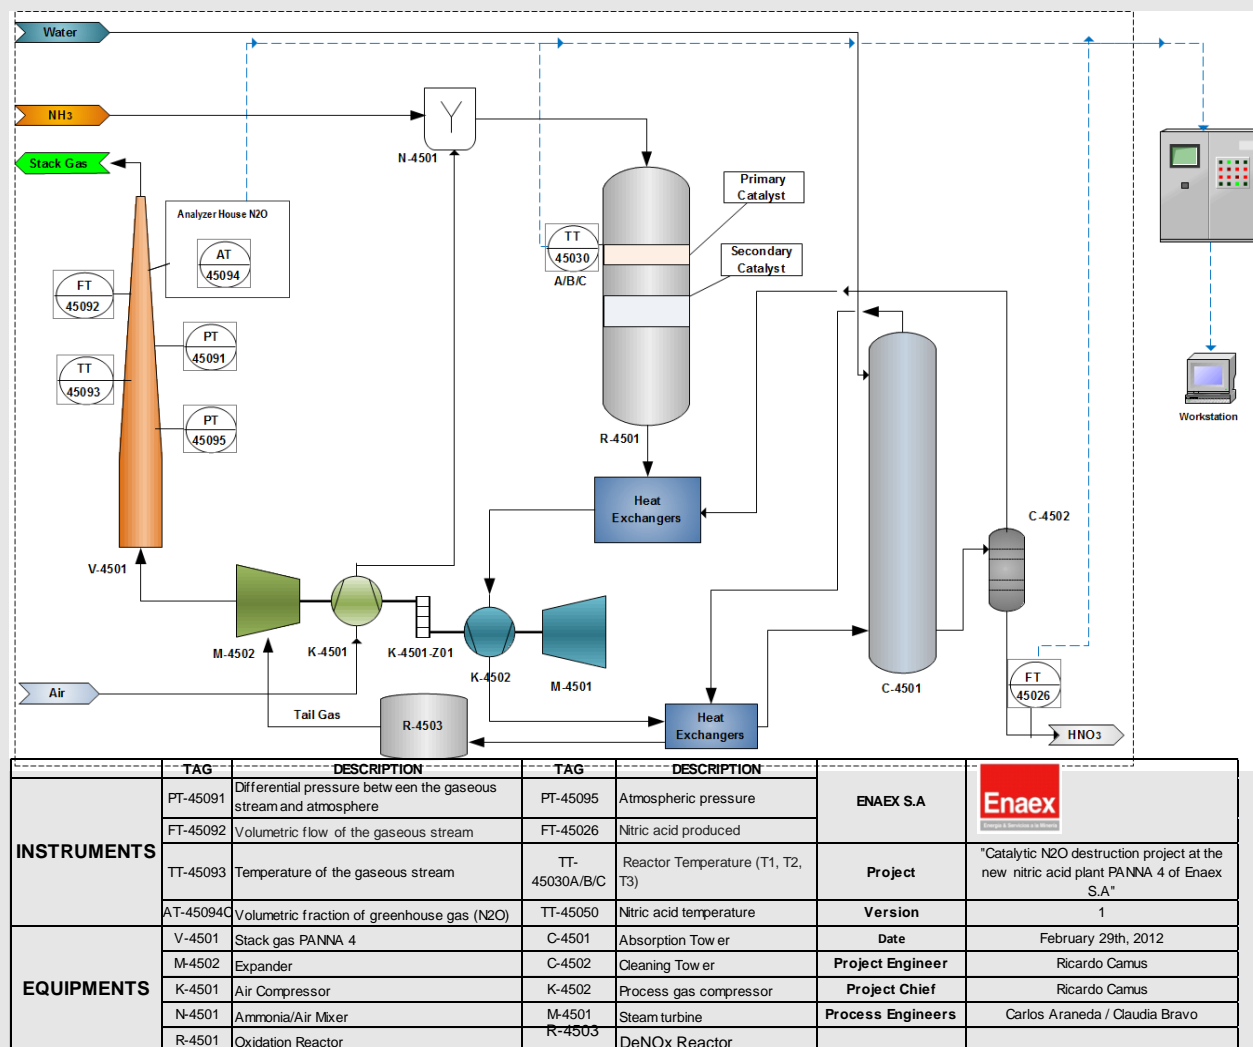 Water
NH3
Stack Gas
N-4501
Primary
Catalyst
Analyzer House N2O
AT
45094
TT
45030
A/B/C
Secondary
Catalyst
FT
45092
PT
45091
TT
45093
PT
45095
Workstation
R-4501
Heat
Exchangers
C-4502
V-4501
M-4502
K-4501
K-4501-Z01
K-4502
M-4501
C-4501
FT
45026
Air
Tail Gas
R-4503
Heat
Exchangers
HNO3
TAG DESCRIPTION TAG DESCRIPTION
INSTRUMENTS
PT-45091 Differential pressure between the gaseous
stream and atmosphere
PT-45095 Atmospheric pressure
ENAEX S.A
Enaex
FT-45092 Volumetric flow of the gaseous stream FT-45026 Nitric acid produced
TT-45093 Temperature of the gaseous stream
TT-
45030A/B/C
Reactor Temperature (T1, T2,
T3)
Project
"Catalytic N2O destruction project at the
new nitric acid plant PANNA 4 of Enaex
S.A"
AT-45094C Volumetric fraction of greenhouse gas (N2O) TT-45050 Nitric acid temperature Version 1
EQUIPMENTS
V-4501 Stack gas PANNA 4 C-4501 Absorption Tower Date February 29th, 2012
M-4502 Expander C-4502 Cleaning Tower Project Engineer Ricardo Camus
K-4501 Air Compressor K-4502 Process gas compressor Project Chief Ricardo Camus
N-4501 Ammonia/Air Mixer M-4501 Steam turbine Process Engineers Carlos Araneda / Claudia Bravo
R-4501 Oxidation Reactor R-4503 DeNOx Reactor